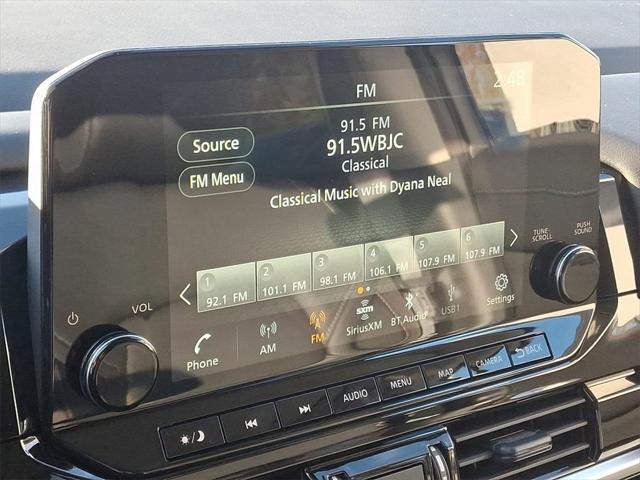 FM
2:48
Source
FM Menu
91.5 FM
91.5WBJC
Classical
Classical Music with Dyana Neal
1 92.1 FM
2 101.1 FM
3 98.1 FM
4 106.1 FM
5 107.9 FM
6 107.9 FM
Phone
AM
FM
sxm
SiriusXM
BT Audio
USB1
Settings
VOL
TUNE·
SCROLL
PUSH
SOUND
AUDIO
MENU
MAP
CAMERA
BACK